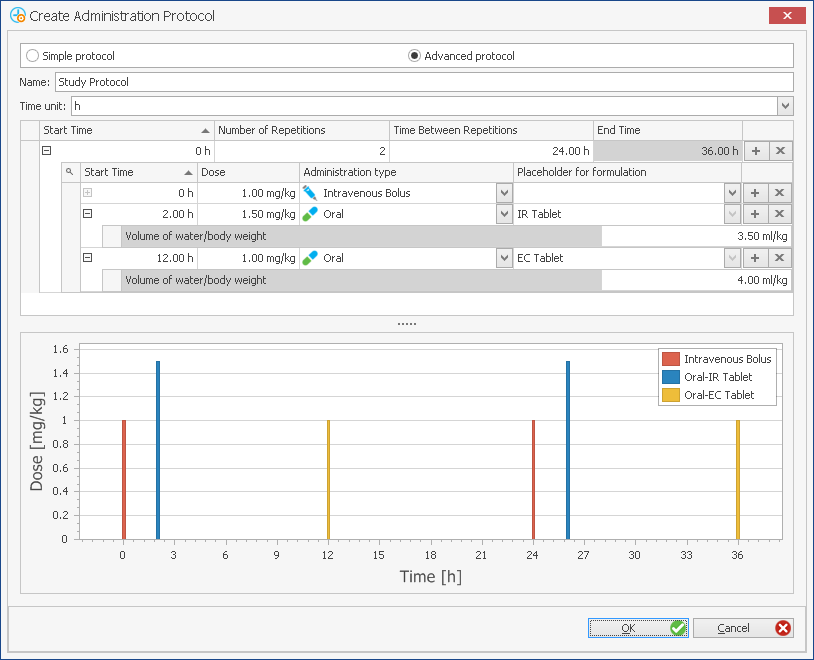 Create Administration Protocol
Simple protocol Advanced protocol
Name: Study Protocol
Time unit: h
Start Time Number of Repetitions Time Between Repetitions End Time
0 h 2 24.00 h 36.00 h
Start Time Dose Administration type Placeholder for formulation
0 h 1.00 mg/kg Intravenous Bolus
2.00 h 1.50 mg/kg Oral IR Tablet
Volume of water/body weight 3.50 ml/kg
12.00 h 1.00 mg/kg Oral EC Tablet
Volume of water/body weight 4.00 ml/kg
Dose [mg/kg]
1.6
1.4
1.2
1
0.8
0.6
0.4
0.2
0
Intravenous Bolus
Oral-IR Tablet
Oral-EC Tablet
0 3 6 9 12 15 18 21 24 27 30 33 36
Time [h]
OK Cancel